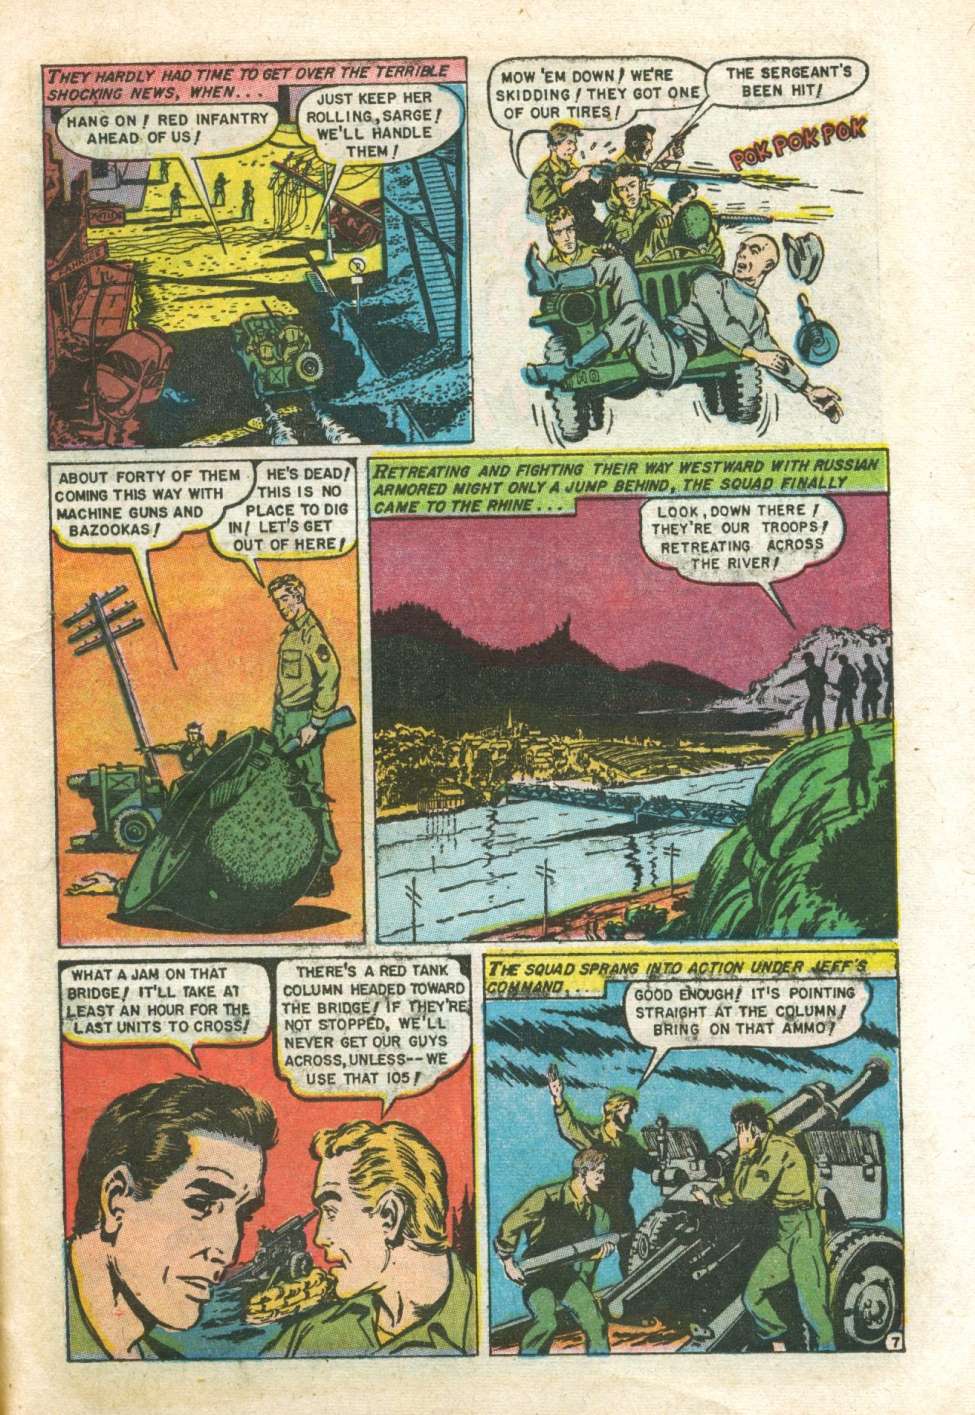 THEY HARDLY HAD TIME TO GET OVER THE TERRIBLE
SHOCKING NEWS, WHEN...
HANG ON! RED INFANTRY
AHEAD OF US!
JUST KEEP HER
ROLLING, SARGE!
WE'LL HANDLE
THEM!
MOW 'EM DOWN! WE'RE
SKIDDING! THEY GOT ONE
OF OUR TIRES!
THE SERGEANT'S
BEEN HIT!
POK POK POK
HQ
ABOUT FORTY OF THEM
COMING THIS WAY WITH
MACHINE GUNS AND
BAZOOKAS!
HE'S DEAD!
THIS IS NO
PLACE TO DIG
IN! LET'S GET
OUT OF HERE!
RETREATING AND FIGHTING THEIR WAY WESTWARD WITH RUSSIAN
ARMORED MIGHT ONLY A JUMP BEHIND, THE SQUAD FINALLY
CAME TO THE RHINE...
LOOK, DOWN THERE!
THEY'RE OUR TROOPS!
RETREATING ACROSS
THE RIVER!
WHAT A JAM ON THAT
BRIDGE! IT'LL TAKE AT
LEAST AN HOUR FOR THE
LAST UNITS TO CROSS!
THERE'S A RED TANK
COLUMN HEADED TOWARD
THE BRIDGE! IF THEY'RE
NOT STOPPED, WE'LL
NEVER GET OUR GUYS
ACROSS, UNLESS--WE
USE THAT 105!
THE SQUAD SPRANG INTO ACTION UNDER JEFF'S
COMMAND...
GOOD ENOUGH! IT'S POINTING
STRAIGHT AT THE COLUMN!
BRING ON THAT AMMO!
7